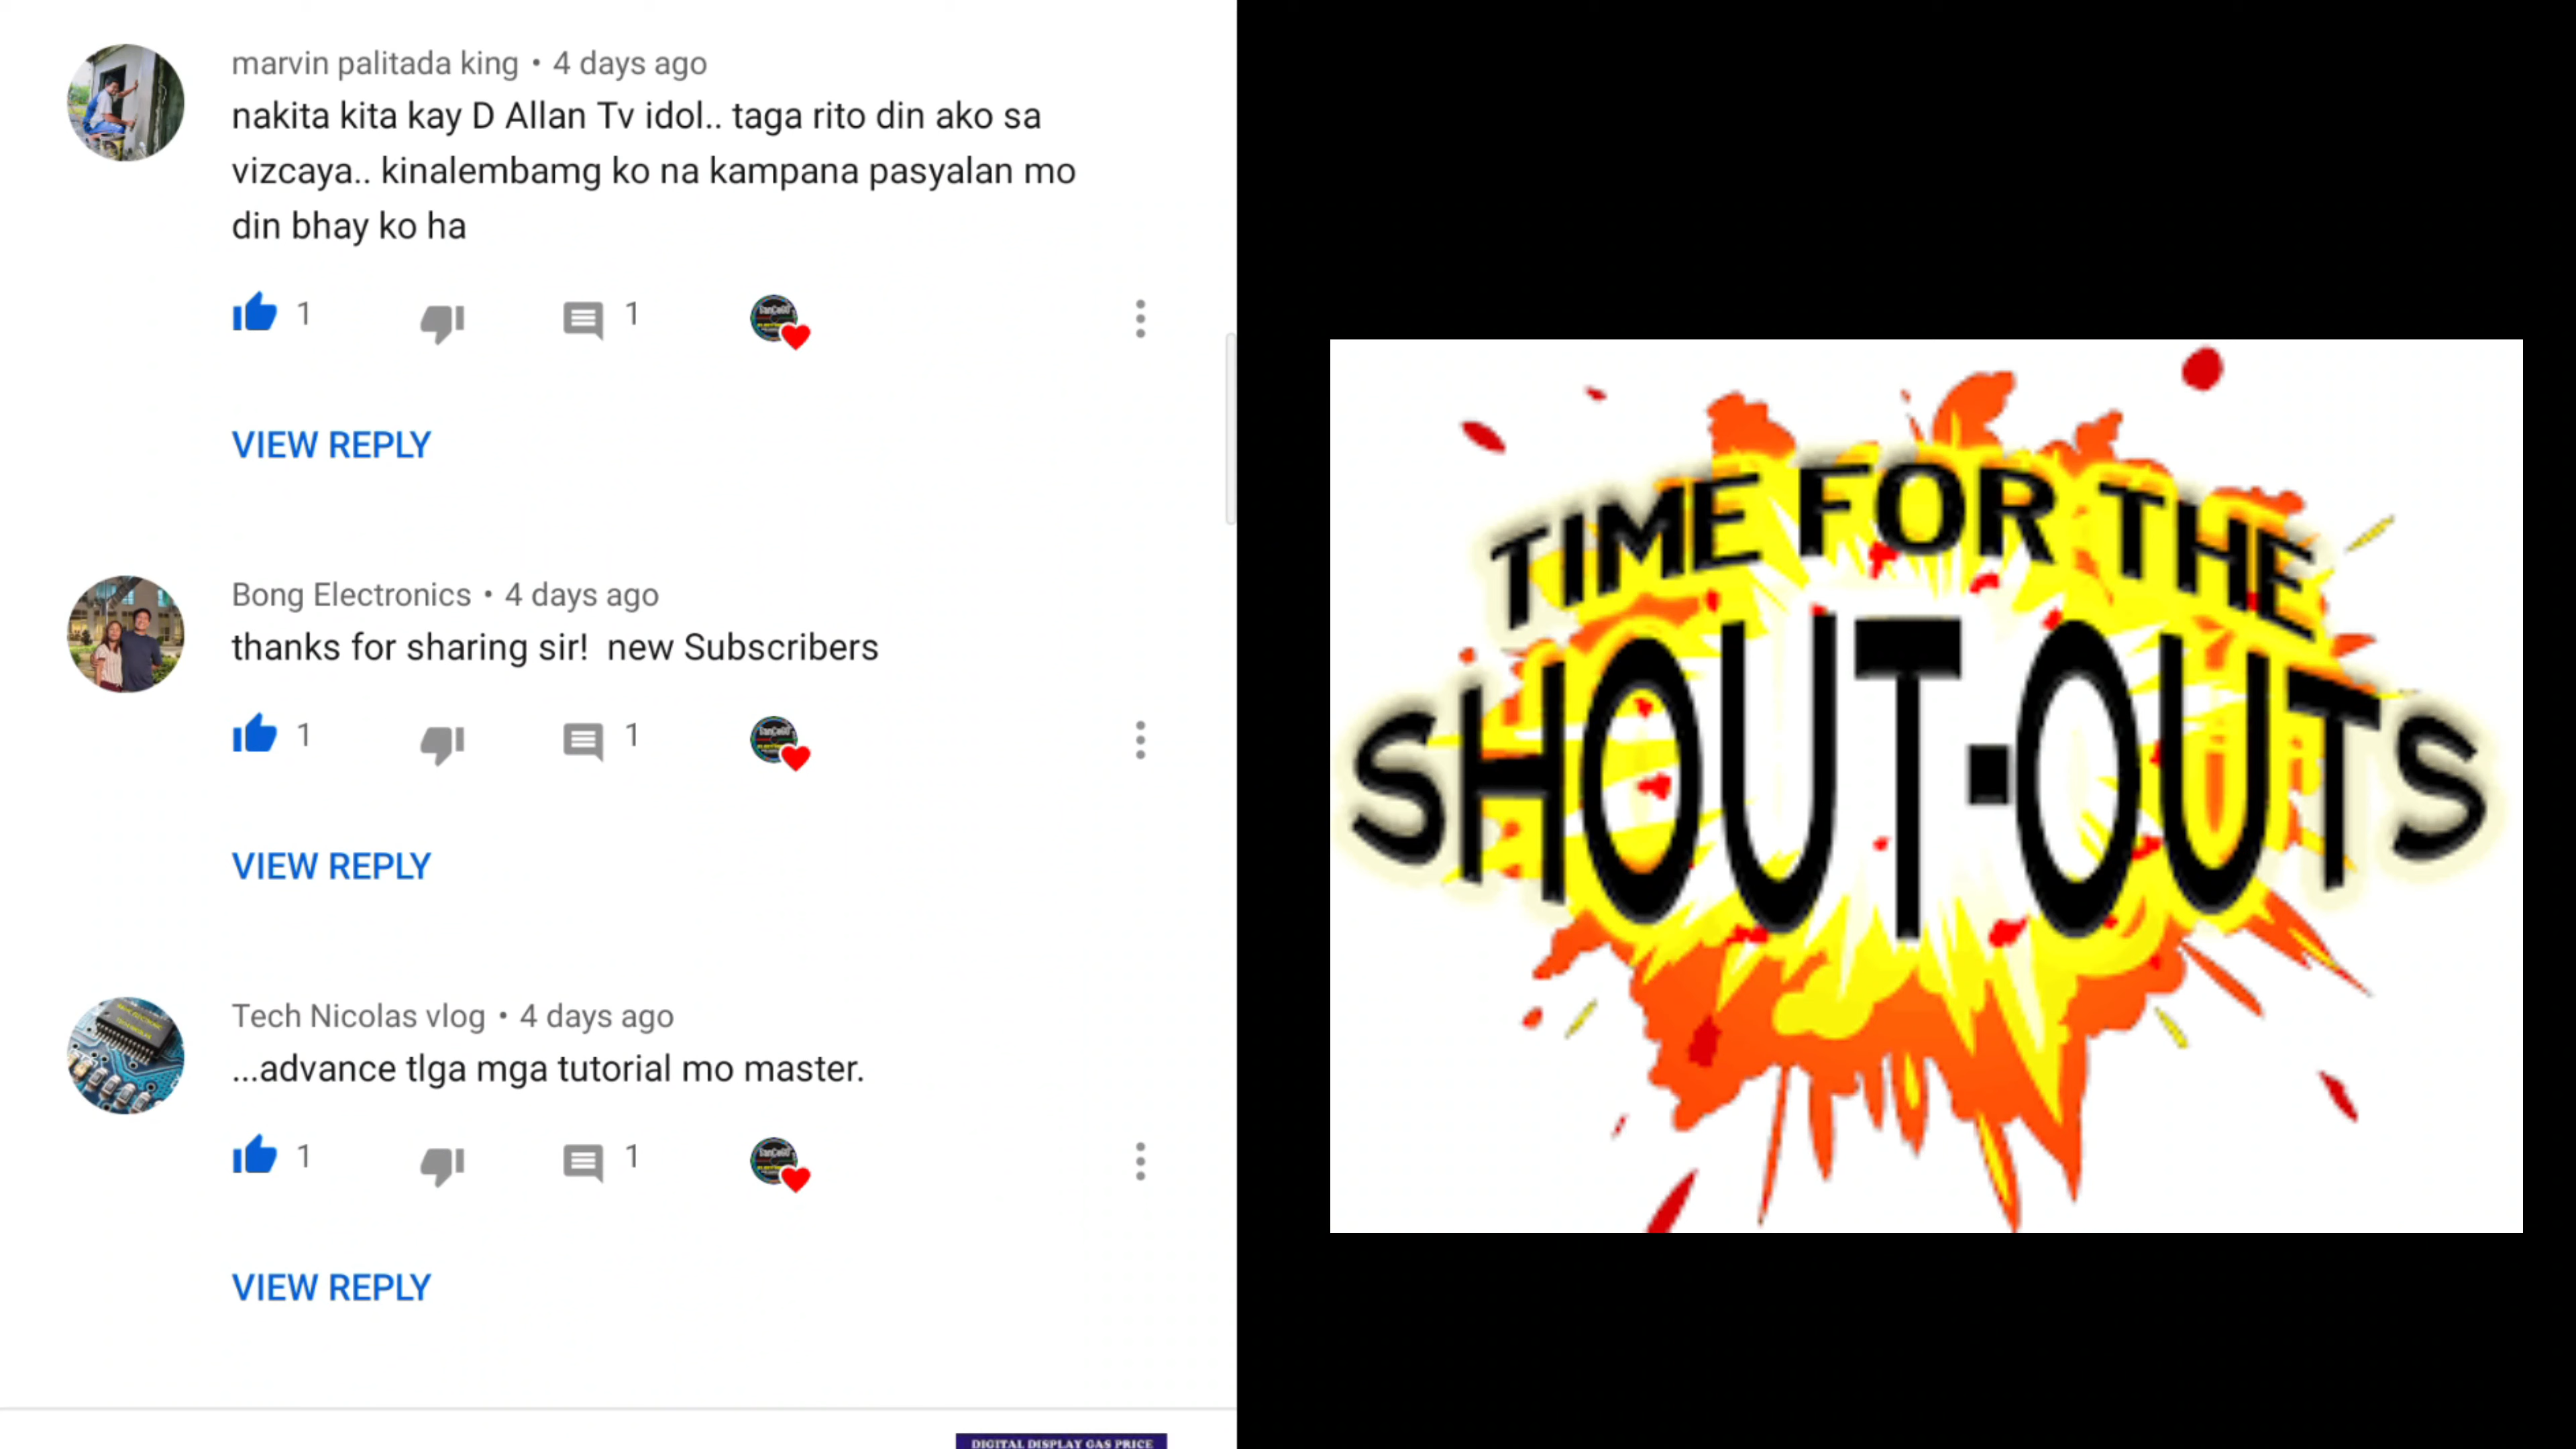 marvin palitada king • 4 days ago
nakita kita kay D Allan Tv idol.. taga rito din ako sa
vizcaya.. kinalembamg ko na kampana pasyalan mo
din bhay ko ha
1
1
VIEW REPLY
Bong Electronics • 4 days ago
thanks for sharing sir!  new Subscribers
1
1
VIEW REPLY
Tech Nicolas vlog • 4 days ago
...advance tlga mga tutorial mo master.
1
1
VIEW REPLY
DIGITAL DISPLAY GAS PRICE
TIME FOR THE
SHOUT-OUTS